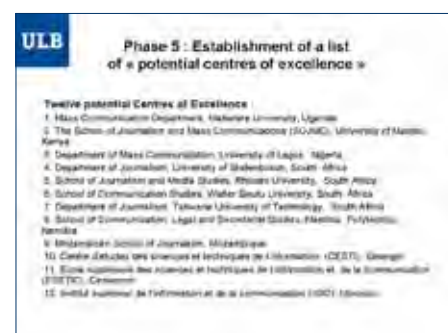 ULB
Phase 5 : Establishment of a list
of « potential centres of excellence »
Twelve potential Centres of Excellence
1. Mass Communication Department, Makerere University, Uganda
2. The School of Journalism and Mass Communications (SOJMC), University of Nairobi,
Kenya
3. Department of Mass Communication, University of Lagos, Nigeria
4. Department of Journalism, University of Stellenbosch, South Africa
5. School of Journalism and Media Studies, Rhodes University, South Africa
6. School of Communication Studies, Walter Sisulu University, South Africa
7. Department of Journalism, Tshwane University of Technology, South Africa
8. School of Communication, Legal and Secretarial Studies, Namibia Polytechnic,
Namibia
9. Mozambican School of Journalism, Mozambique
10. Centre d'études des sciences et techniques de l'information (CESTI), Sénégal
11. Ecole supérieure des sciences et techniques de l'information et de la communication
(ESSTIC), Cameroon
12. Institut supérieur de l'information et de la communication (ISIC), Morocco